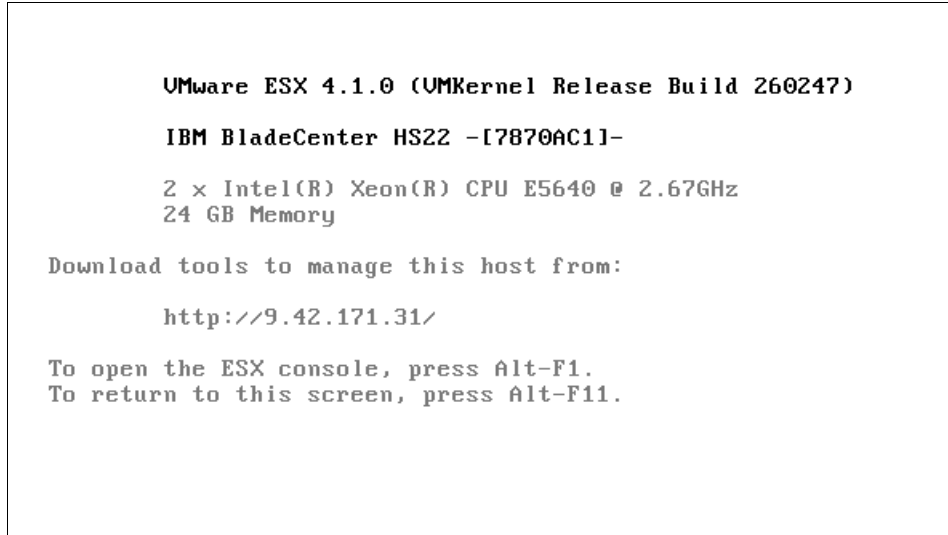 VMware ESX 4.1.0 (VMKernel Release Build 260247)
IBM BladeCenter HS22 -[7870AC1]-
2 x Intel(R) Xeon(R) CPU E5640 @ 2.67GHz
24 GB Memory
Download tools to manage this host from:
http://9.42.171.31/
To open the ESX console, press Alt-F1.
To return to this screen, press Alt-F11.